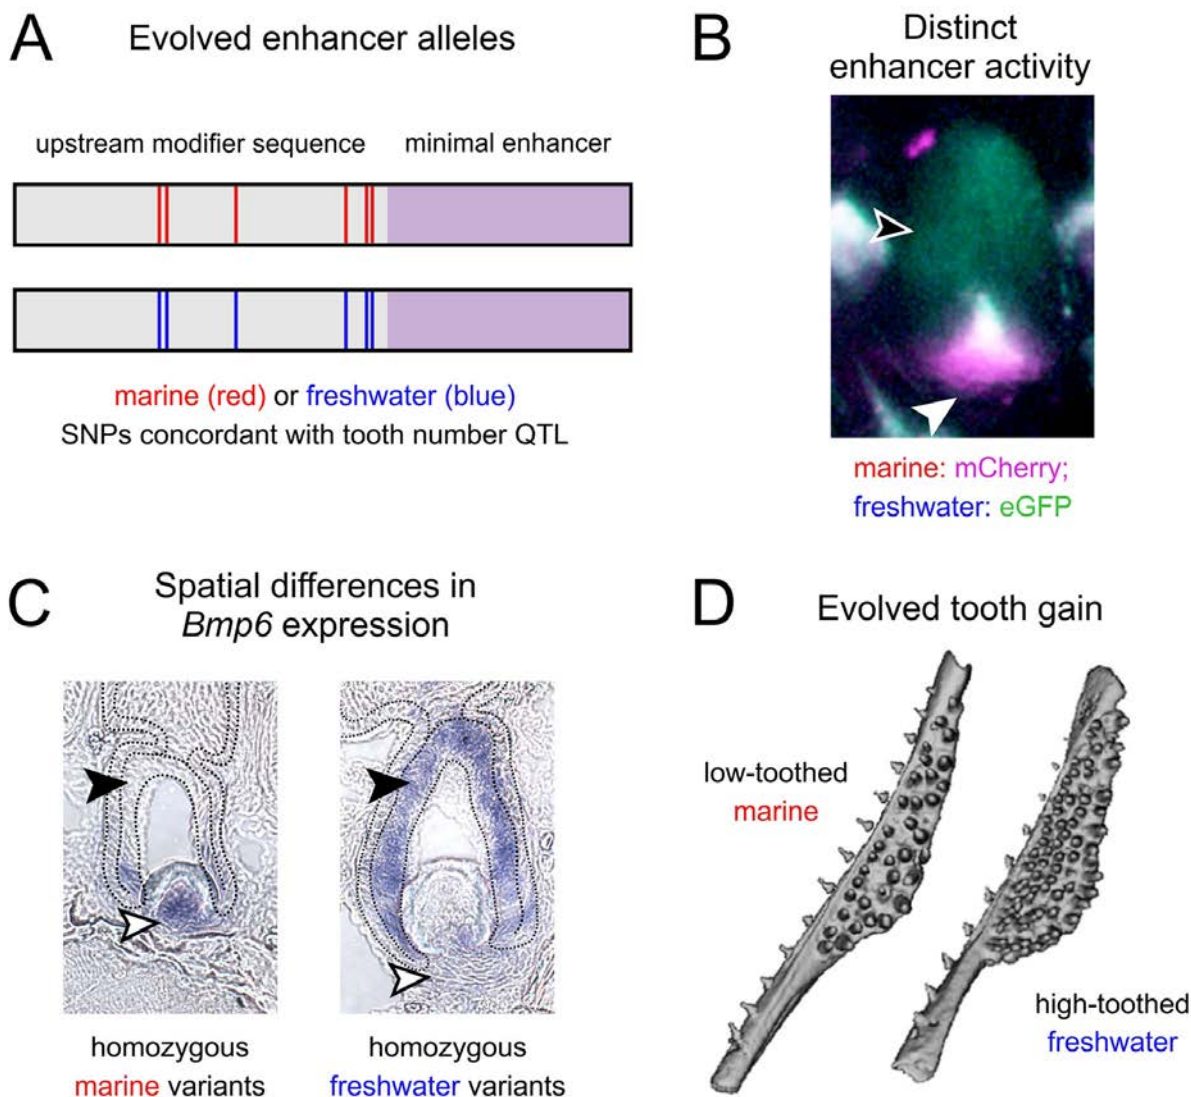 A
Evolved enhancer alleles
upstream modifier sequence
minimal enhancer
marine (red) or freshwater (blue)
SNPs concordant with tooth number QTL
B
Distinct
enhancer activity
marine: mCherry;
freshwater: eGFP
C
Spatial differences in
Bmp6 expression
homozygous
marine variants
homozygous
freshwater variants
D
Evolved tooth gain
low-toothed
marine
high-toothed
freshwater